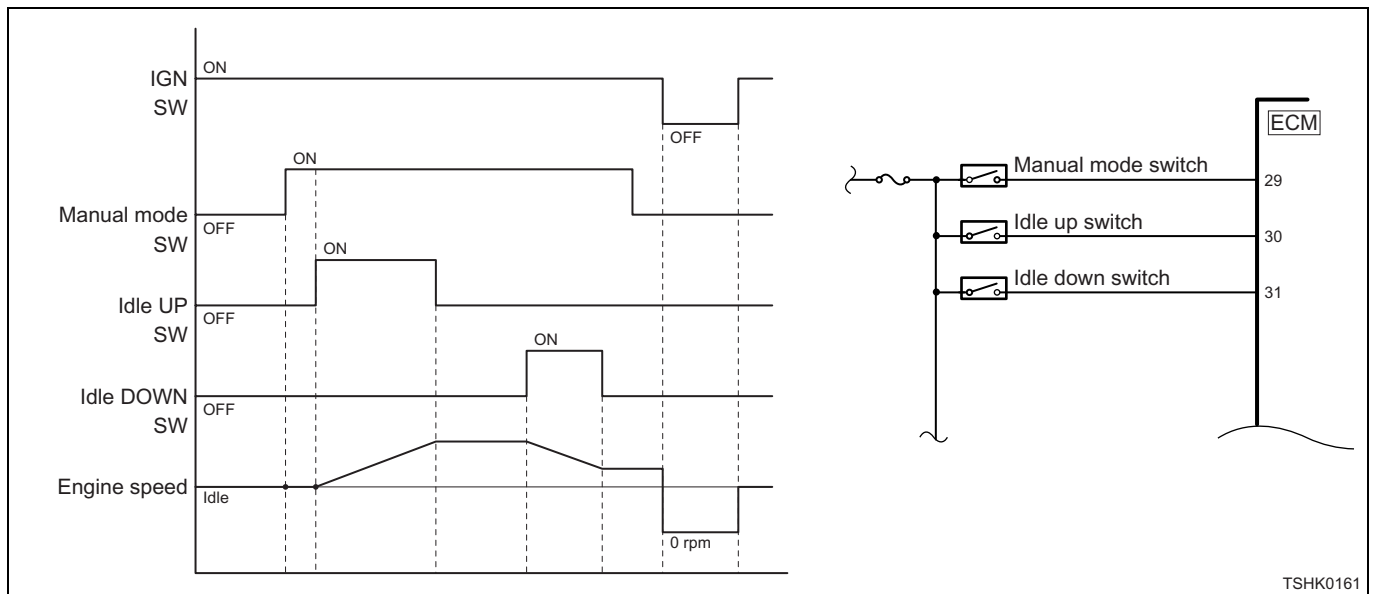 ON
IGN
SW
OFF
ON
Manual mode
SW
OFF
ON
Idle UP
SW
OFF
ON
Idle DOWN
SW
OFF
Engine speed
Idle
0 rpm
ECM
Manual mode switch
29
Idle up switch
30
Idle down switch
31
TSHK0161